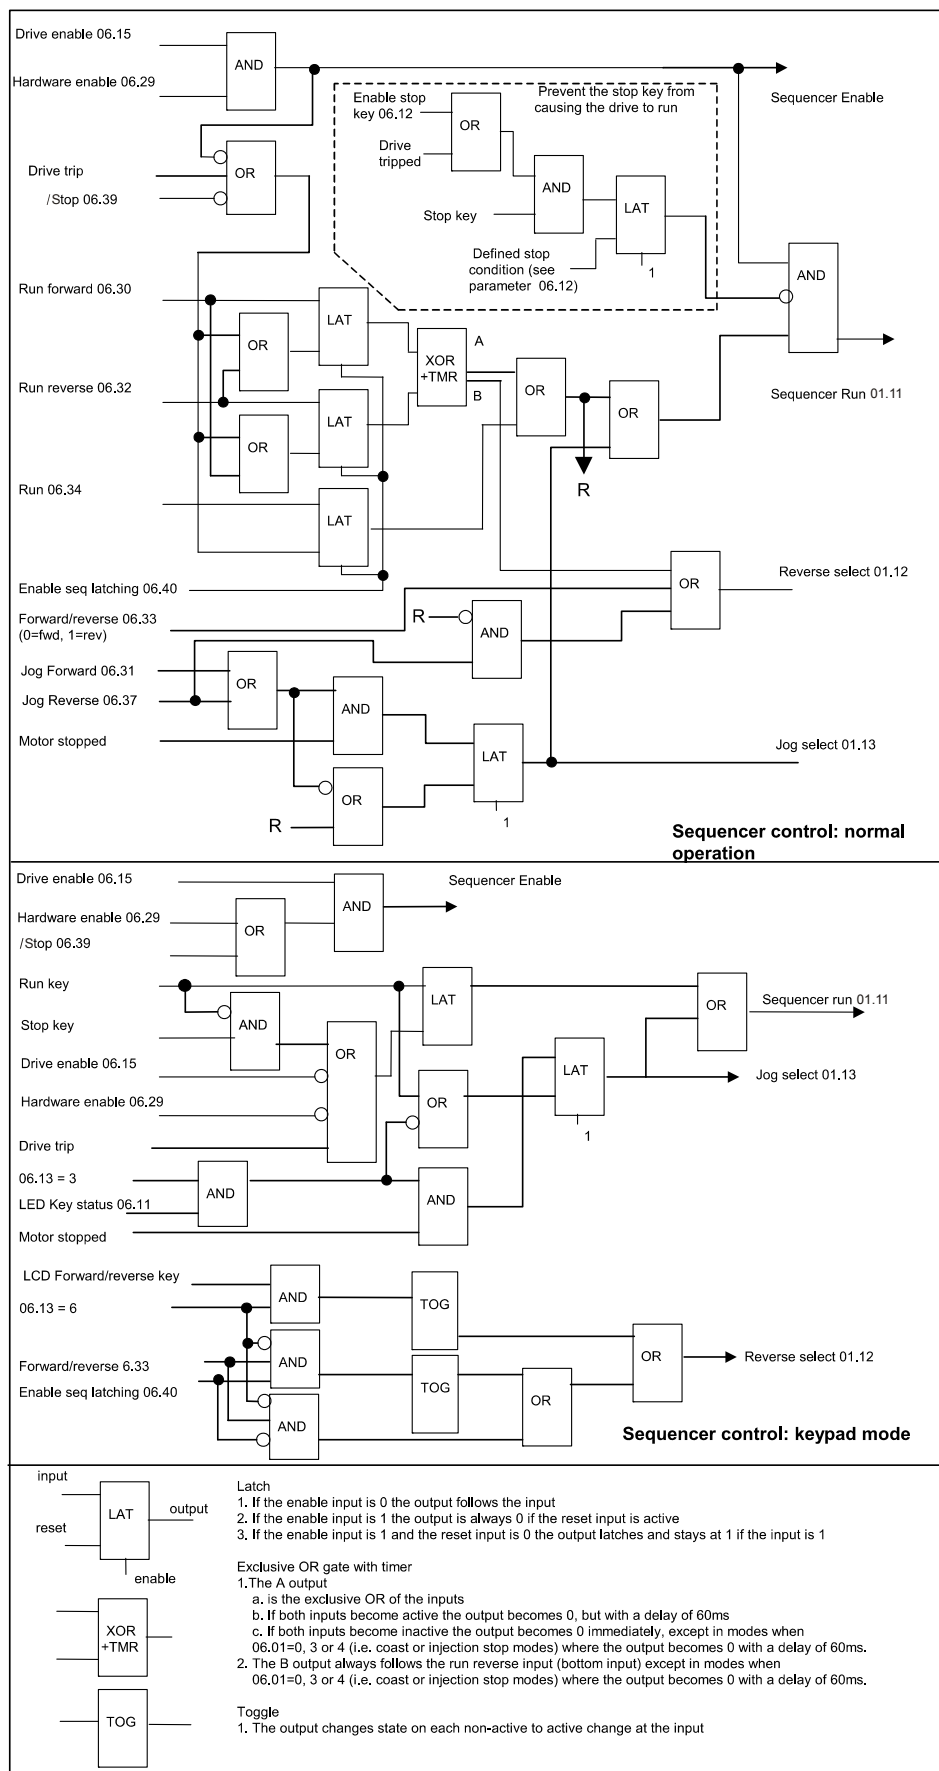 Drive enable 06.15
AND
Hardware enable 06.29
Sequencer Enable
Prevent the stop key from
causing the drive to run
Enable stop
key 06.12
OR
Drive
tripped
Drive trip
OR
/Stop 06.39
AND
LAT
Stop key
1
Defined stop
condition (see
parameter 06.12)
AND
Run forward 06.30
LAT
OR
XOR
+TMR
A
B
Run reverse 06.32
LAT
OR
OR
OR
Sequencer Run 01.11
R
Run 06.34
LAT
Enable seq latching 06.40
OR
Reverse select 01.12
Forward/reverse 06.33
(0=fwd, 1=rev)
R
AND
Jog Forward 06.31
OR
Jog Reverse 06.37
AND
Motor stopped
LAT
Jog select 01.13
OR
R
1
Sequencer control: normal
operation
Drive enable 06.15
Sequencer Enable
AND
Hardware enable 06.29
OR
/Stop 06.39
Run key
LAT
OR
Sequencer run 01.11
AND
Stop key
OR
Drive enable 06.15
LAT
Jog select 01.13
Hardware enable 06.29
OR
1
Drive trip
06.13 = 3
AND
AND
LED Key status 06.11
Motor stopped
LCD Forward/reverse key
AND
TOG
06.13 = 6
OR
Reverse select 01.12
Forward/reverse 6.33
AND
TOG
Enable seq latching 06.40
OR
AND
Sequencer control: keypad mode
input
LAT
output
reset
enable
Latch
1. If the enable input is 0 the output follows the input
2. If the enable input is 1 the output is always 0 if the reset input is active
3. If the enable input is 1 and the reset input is 0 the output latches and stays at 1 if the input is 1
XOR
+TMR
Exclusive OR gate with timer
1.The A output
a. is the exclusive OR of the inputs
b. If both inputs become active the output becomes 0, but with a delay of 60ms
c. If both inputs become inactive the output becomes 0 immediately, except in modes when
06.01=0, 3 or 4 (i.e. coast or injection stop modes) where the output becomes 0 with a delay of 60ms.
2. The B output always follows the run reverse input (bottom input) except in modes when
06.01=0, 3 or 4 (i.e. coast or injection stop modes) where the output becomes 0 with a delay of 60ms.
TOG
Toggle
1. The output changes state on each non-active to active change at the input